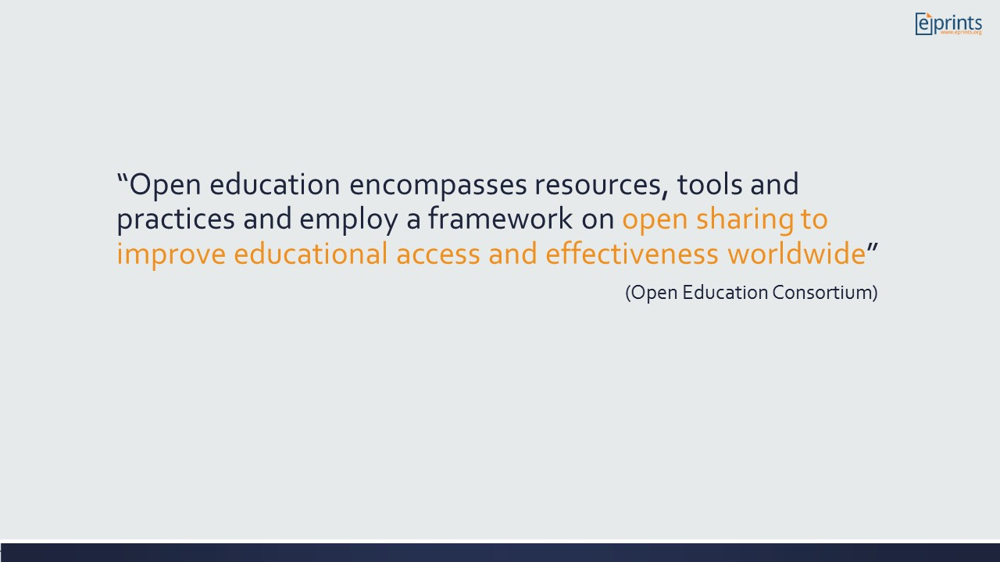 eprints
www.eprints.org
“Open education encompasses resources, tools and
practices and employ a framework on open sharing to
improve educational access and effectiveness worldwide”
(Open Education Consortium)